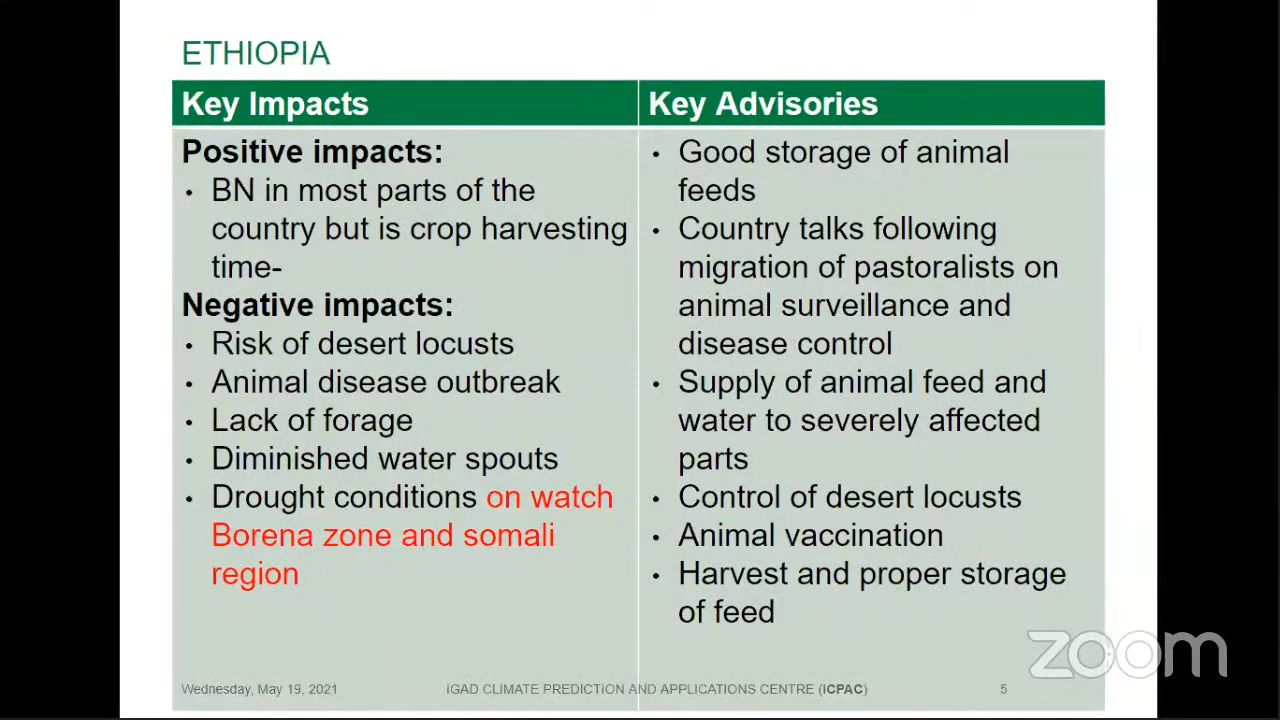 ETHIOPIA
Key Impacts
Positive impacts:
• BN in most parts of the
country but is crop harvesting
time-
Negative impacts:
• Risk of desert locusts
• Animal disease outbreak
• Lack of forage
• Diminished water spouts
• Drought conditions on watch
Borena zone and somali
region
Key Advisories
• Good storage of animal
feeds
• Country talks following
migration of pastoralists on
animal surveillance and
disease control
• Supply of animal feed and
water to severely affected
parts
• Control of desert locusts
• Animal vaccination
• Harvest and proper storage
of feed
Wednesday, May 19, 2021
IGAD CLIMATE PREDICTION AND APPLICATIONS CENTRE (ICPAC)
5
zoom